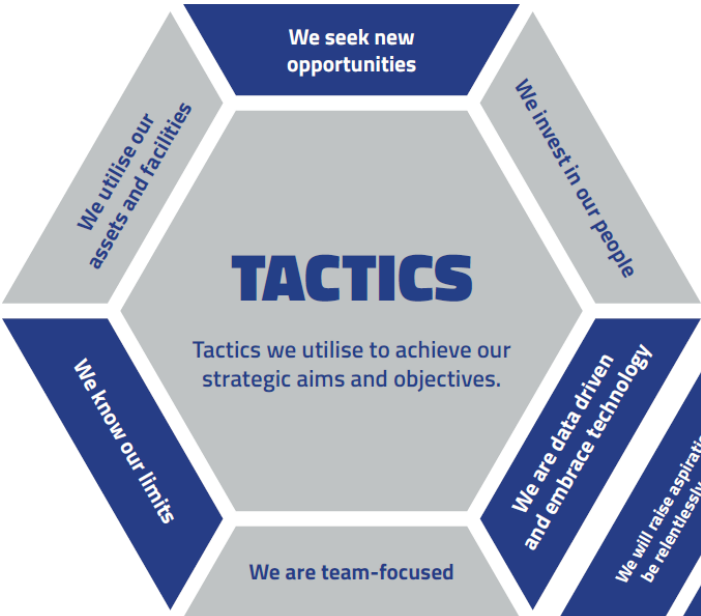 We seek new
opportunities
We invest in our people
We utilise our
assets and facilities
TACTICS
Tactics we utilise to achieve our
strategic aims and objectives.
We know our limits
We are data driven
and embrace technology
We are team-focused
We will raise
be relentlessly